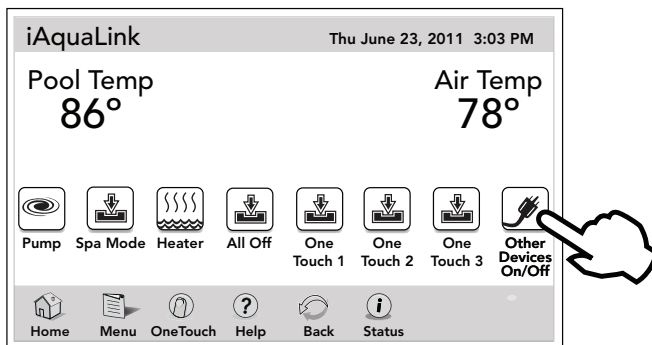 iAquaLink Thu June 23, 2011 3:03 PM
Pool Temp Air Temp
86° 78°
Pump Spa Mode Heater All Off One Touch 1 One Touch 2 One Touch 3 Other Devices On/Off
Home Menu OneTouch Help Back Status